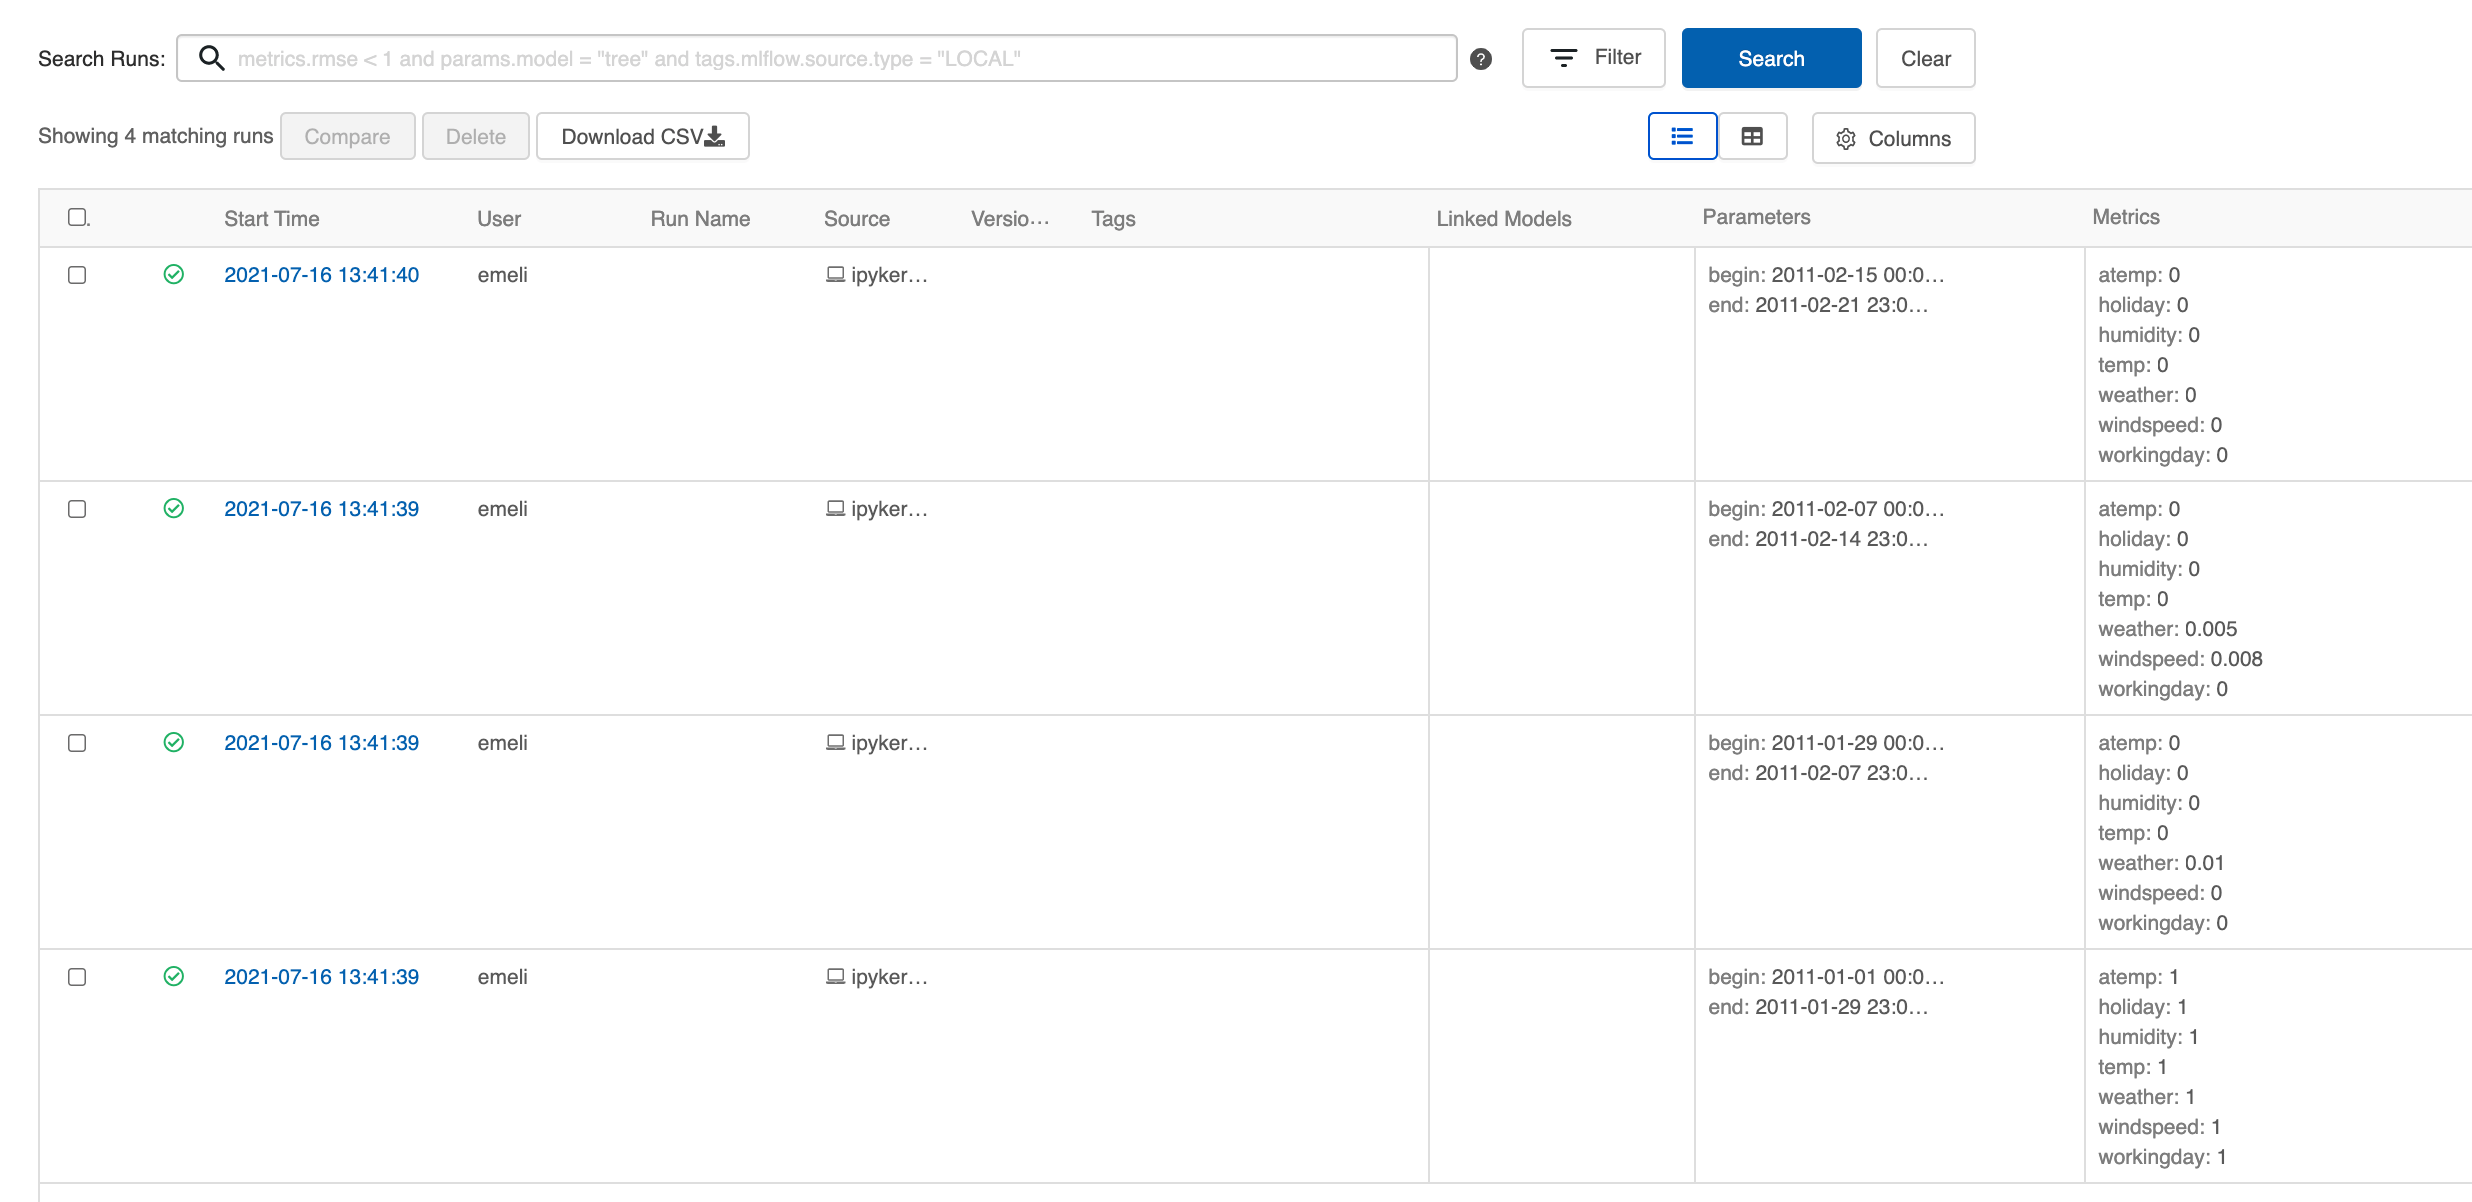 Search Runs: metrics.rmse < 1 and params.model = "tree" and tags.mlflow.source.type = "LOCAL" ? Filter Search Clear
Showing 4 matching runs Compare Delete Download CSV Columns
Start Time User Run Name Source Versio... Tags Linked Models Parameters Metrics
2021-07-16 13:41:40 emeli ipyker... begin: 2011-02-15 00:0... atemp: 0
end: 2011-02-21 23:0... holiday: 0
humidity: 0
temp: 0
weather: 0
windspeed: 0
workingday: 0
2021-07-16 13:41:39 emeli ipyker... begin: 2011-02-07 00:0... atemp: 0
end: 2011-02-14 23:0... holiday: 0
humidity: 0
temp: 0
weather: 0.005
windspeed: 0.008
workingday: 0
2021-07-16 13:41:39 emeli ipyker... begin: 2011-01-29 00:0... atemp: 0
end: 2011-02-07 23:0... holiday: 0
humidity: 0
temp: 0
weather: 0.01
windspeed: 0
workingday: 0
2021-07-16 13:41:39 emeli ipyker... begin: 2011-01-01 00:0... atemp: 1
end: 2011-01-29 23:0... holiday: 1
humidity: 1
temp: 1
weather: 1
windspeed: 1
workingday: 1